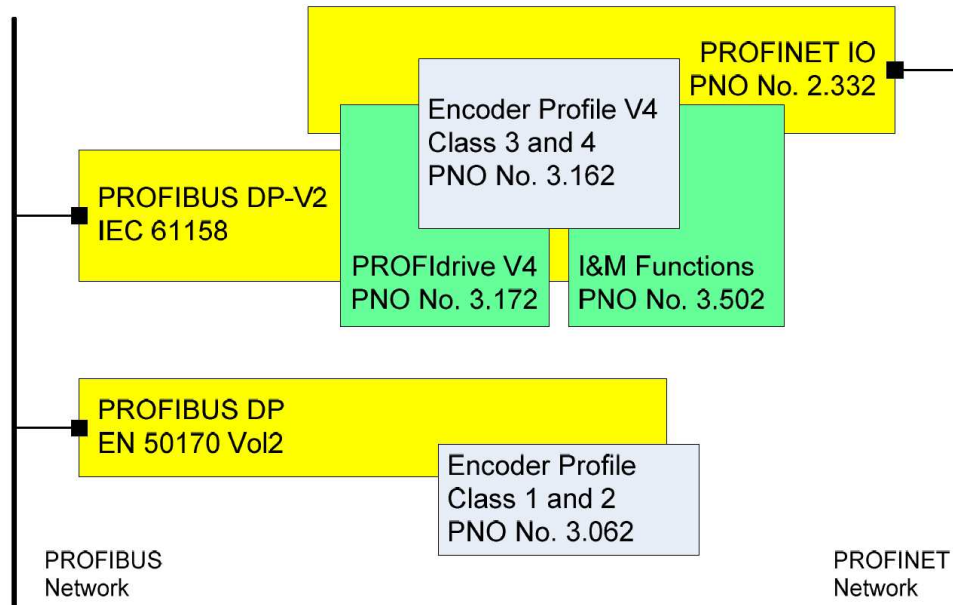 PROFINET IO
PNO No. 2.332
Encoder Profile V4
Class 3 and 4
PNO No. 3.162
PROFIBUS DP-V2
IEC 61158
PROFIdrive V4
PNO No. 3.172
I&M Functions
PNO No. 3.502
PROFIBUS DP
EN 50170 Vol2
Encoder Profile
Class 1 and 2
PNO No. 3.062
PROFIBUS
Network
PROFINET
Network